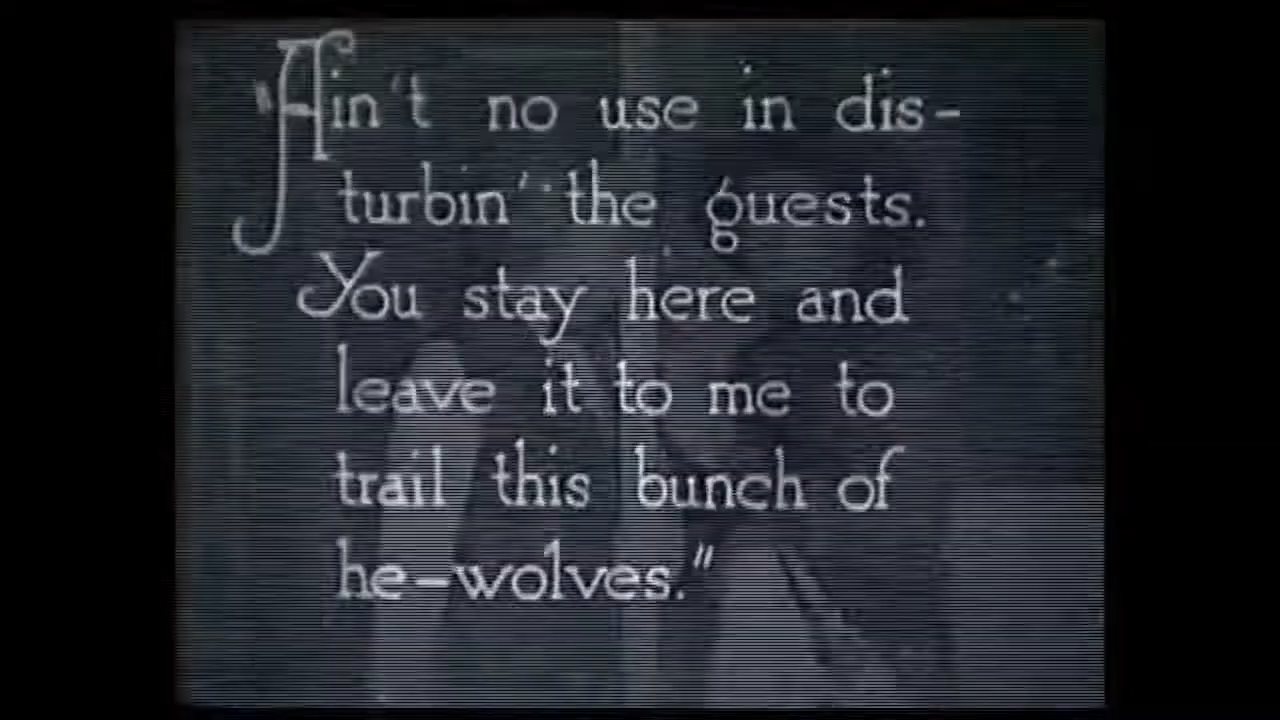 "Ain't no use in dis-
turbin' the guests.
You stay here and
leave it to me to
trail this bunch of
he-wolves."